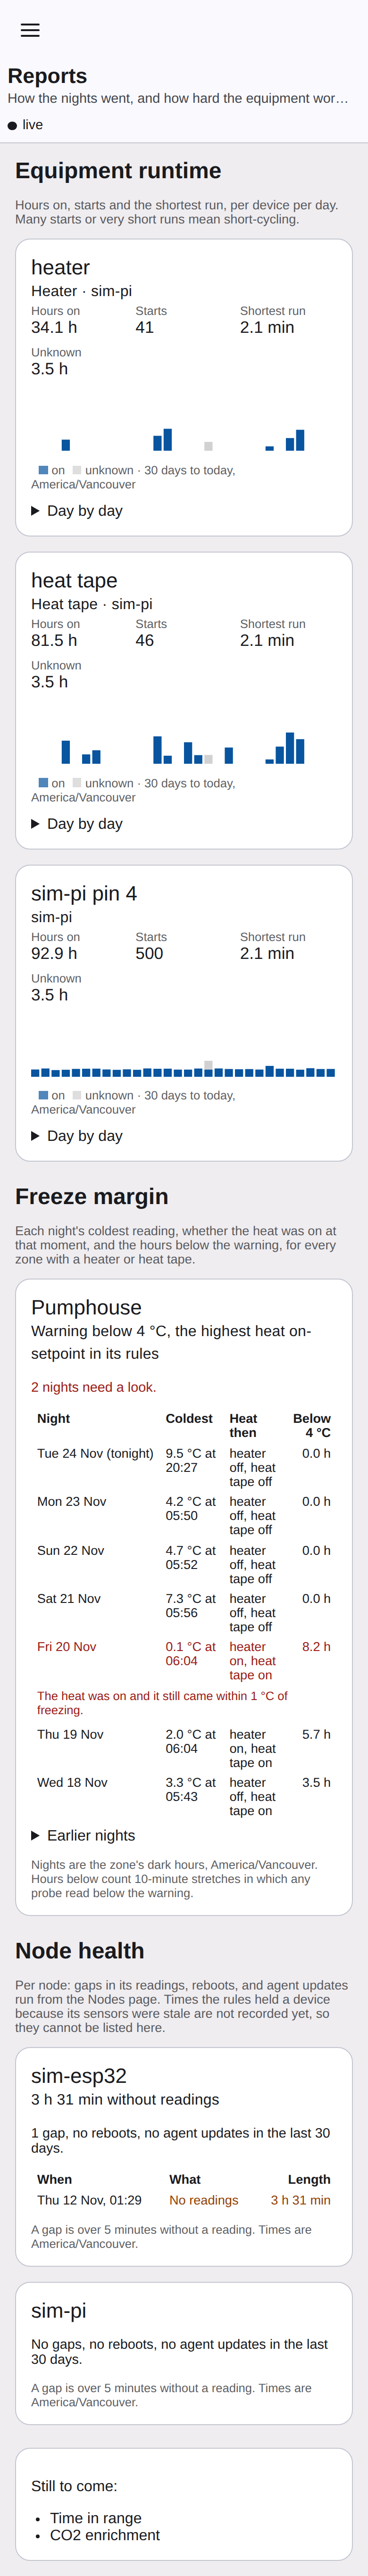 Reports
How the nights went, and how hard the equipment wor…
live
Equipment runtime
Hours on, starts and the shortest run, per device per day.
Many starts or very short runs mean short-cycling.
heater
Heater · sim-pi
Hours on Starts Shortest run
34.1 h 41 2.1 min
Unknown
3.5 h
on unknown · 30 days to today,
America/Vancouver
Day by day
heat tape
Heat tape · sim-pi
Hours on Starts Shortest run
81.5 h 46 2.1 min
Unknown
3.5 h
on unknown · 30 days to today,
America/Vancouver
Day by day
sim-pi pin 4
sim-pi
Hours on Starts Shortest run
92.9 h 500 2.1 min
Unknown
3.5 h
on unknown · 30 days to today,
America/Vancouver
Day by day
Freeze margin
Each night's coldest reading, whether the heat was on at
that moment, and the hours below the warning, for every
zone with a heater or heat tape.
Pumphouse
Warning below 4 °C, the highest heat on-
setpoint in its rules
2 nights need a look.
Night Coldest Heat Below
then 4 °C
Tue 24 Nov (tonight) 9.5 °C at heater 0.0 h
20:27 off, heat
tape off
Mon 23 Nov 4.2 °C at heater 0.0 h
05:50 off, heat
tape off
Sun 22 Nov 4.7 °C at heater 0.0 h
05:52 off, heat
tape off
Sat 21 Nov 7.3 °C at heater 0.0 h
05:56 off, heat
tape off
Fri 20 Nov 0.1 °C at heater 8.2 h
06:04 on, heat
tape on
The heat was on and it still came within 1 °C of
freezing.
Thu 19 Nov 2.0 °C at heater 5.7 h
06:04 on, heat
tape on
Wed 18 Nov 3.3 °C at heater 3.5 h
05:43 off, heat
tape on
Earlier nights
Nights are the zone's dark hours, America/Vancouver.
Hours below count 10-minute stretches in which any
probe read below the warning.
Node health
Per node: gaps in its readings, reboots, and agent updates
run from the Nodes page. Times the rules held a device
because its sensors were stale are not recorded yet, so
they cannot be listed here.
sim-esp32
3 h 31 min without readings
1 gap, no reboots, no agent updates in the last 30
days.
When What Length
Thu 12 Nov, 01:29 No readings 3 h 31 min
A gap is over 5 minutes without a reading. Times are
America/Vancouver.
sim-pi
No gaps, no reboots, no agent updates in the last
30 days.
A gap is over 5 minutes without a reading. Times are
America/Vancouver.
Still to come:
• Time in range
• CO2 enrichment